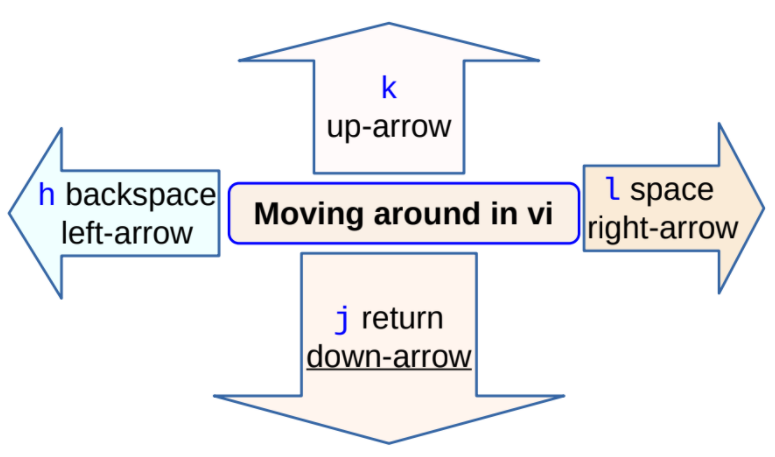 k
up-arrow
h backspace
left-arrow
Moving around in vi
l space
right-arrow
j return
down-arrow